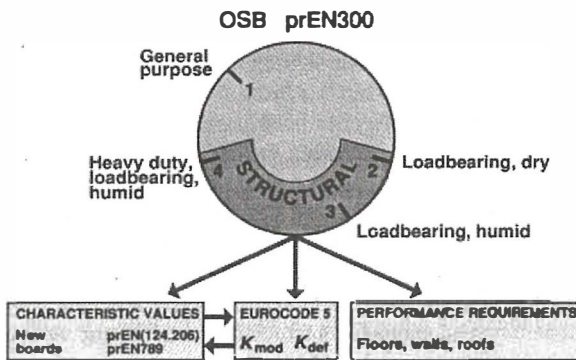 OSB prEN300
General
purpose
1
Heavy duty,
loadbearing,
humid
4
STRUCTURAL
2
Loadbearing, dry
3
Loadbearing, humid
CHARACTERISTIC VALUES
New prEN(124.206)
boards prEN789
EUROCODE 5
Kmod Kdef
PERFORMANCE REQUIREMENTS
Floors, walls, roofs